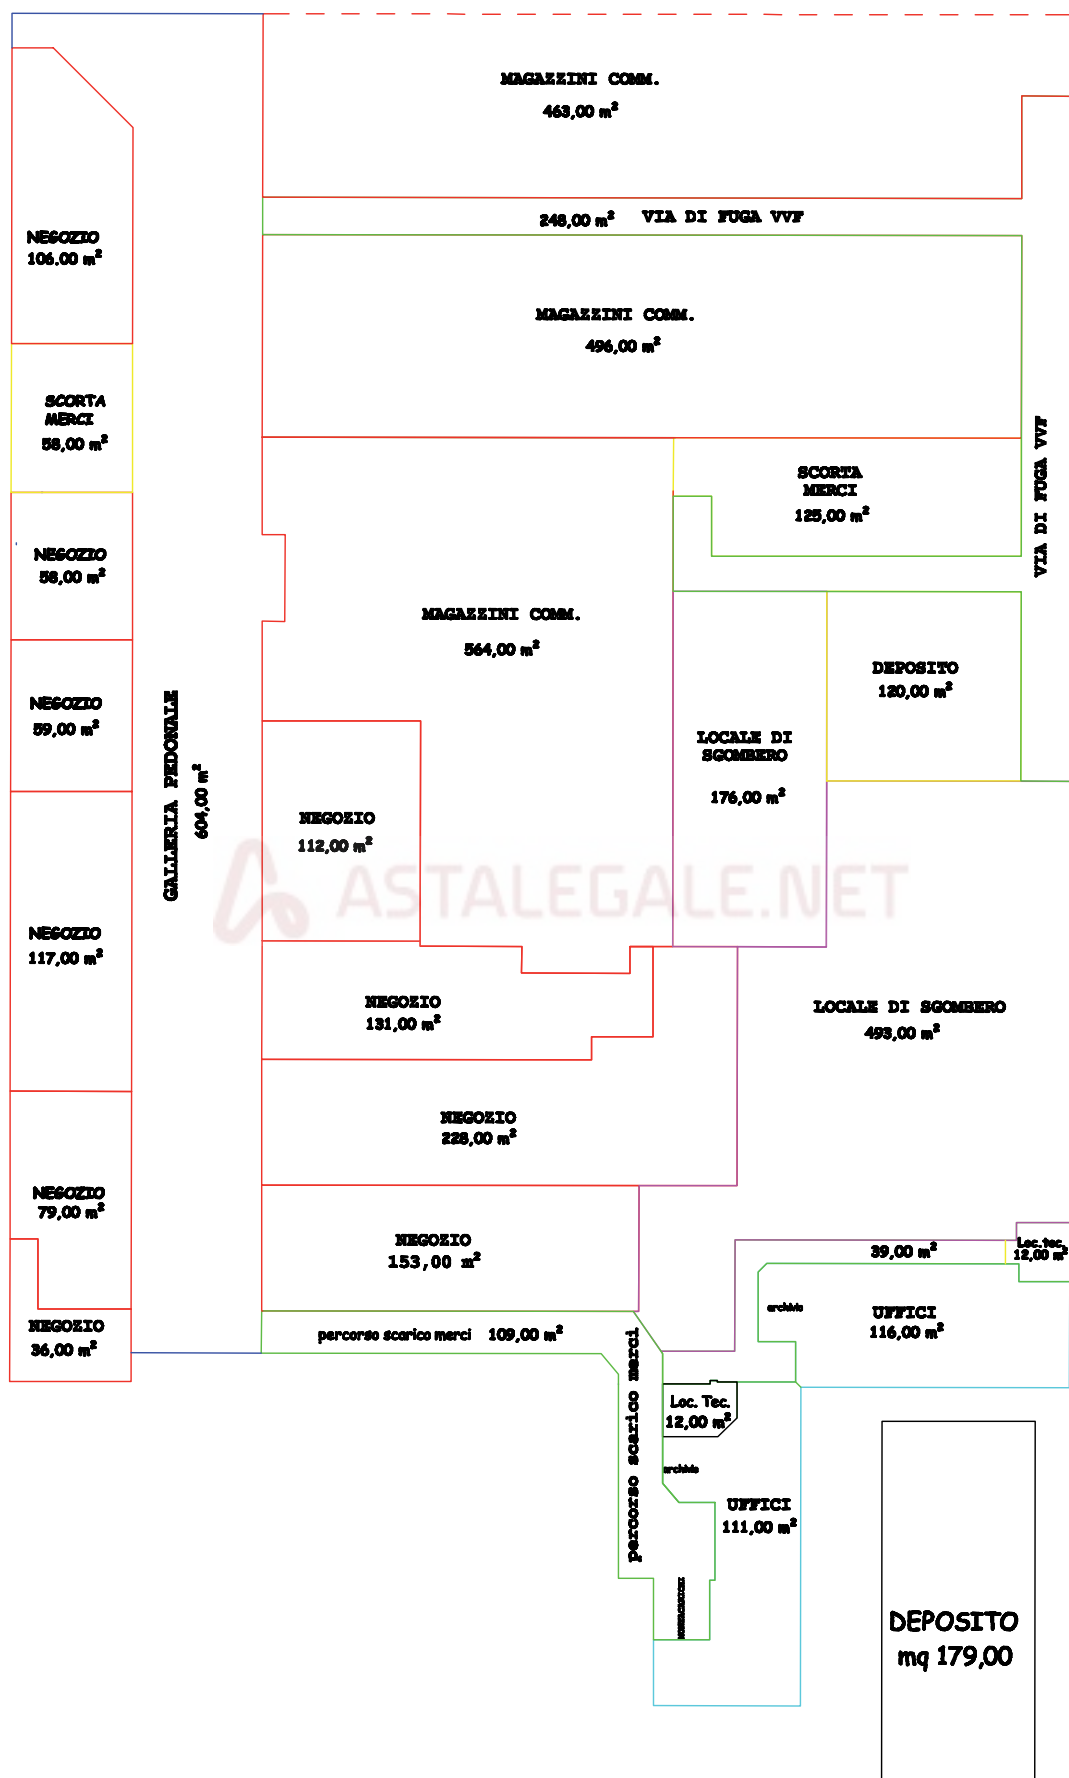 MAGAZZINI COMM.
463,00 m²
248,00 m² VIA DI FUGA VVF
NEGOZIO
106,00 m²
MAGAZZINI COMM.
496,00 m²
SCORTA
MERCI
58,00 m²
VIA DI FUGA VVF
SCORTA
MERCI
125,00 m²
NEGOZIO
58,00 m²
MAGAZZINI COMM.
564,00 m²
DEPOSITO
120,00 m²
NEGOZIO
59,00 m²
GALLERIA PEDONALE
604,00 m²
LOCALE DI
SGOMBERO
176,00 m²
NEGOZIO
112,00 m²
ASTALEGALE.NET
NEGOZIO
117,00 m²
NEGOZIO
131,00 m²
LOCALE DI SGOMBERO
493,00 m²
NEGOZIO
228,00 m²
NEGOZIO
79,00 m²
NEGOZIO
153,00 m²
39,00 m²
Loc.tec.
12,00 m²
archivio
UFFICI
116,00 m²
NEGOZIO
36,00 m²
percorso scarico merci 109,00 m²
percorso scarico merci
Loc. Tec.
12,00 m²
archivio
UFFICI
111,00 m²
MONTACARICHI
DEPOSITO
mq 179,00